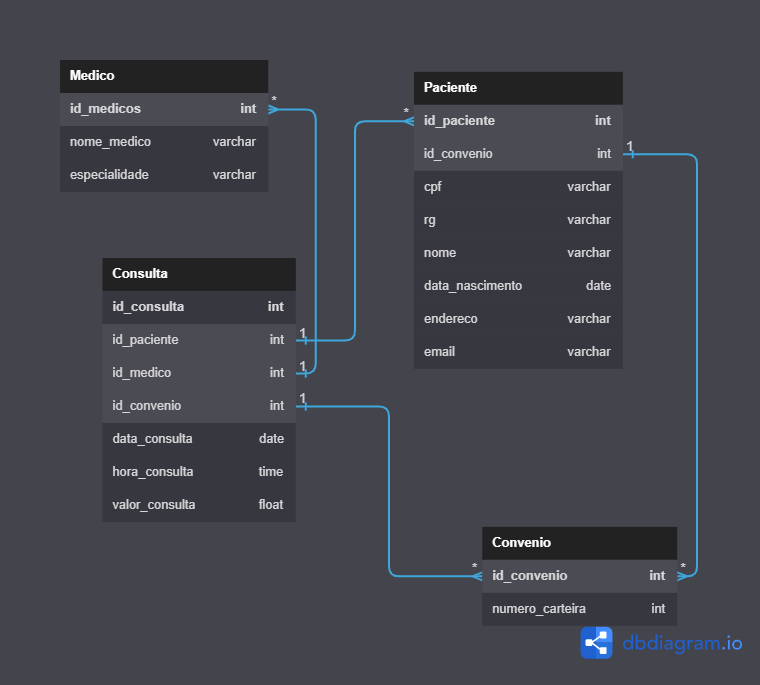 Medico
id_medicos int *
nome_medico varchar
especialidade varchar
Paciente
* id_paciente int
id_convenio int 1
cpf varchar
rg varchar
nome varchar
data_nascimento date
endereco varchar
email varchar
Consulta
id_consulta int
id_paciente int 1
id_medico int 1
id_convenio int 1
data_consulta date
hora_consulta time
valor_consulta float
Convenio
* id_convenio int *
numero_carteira int
dbdiagram.io